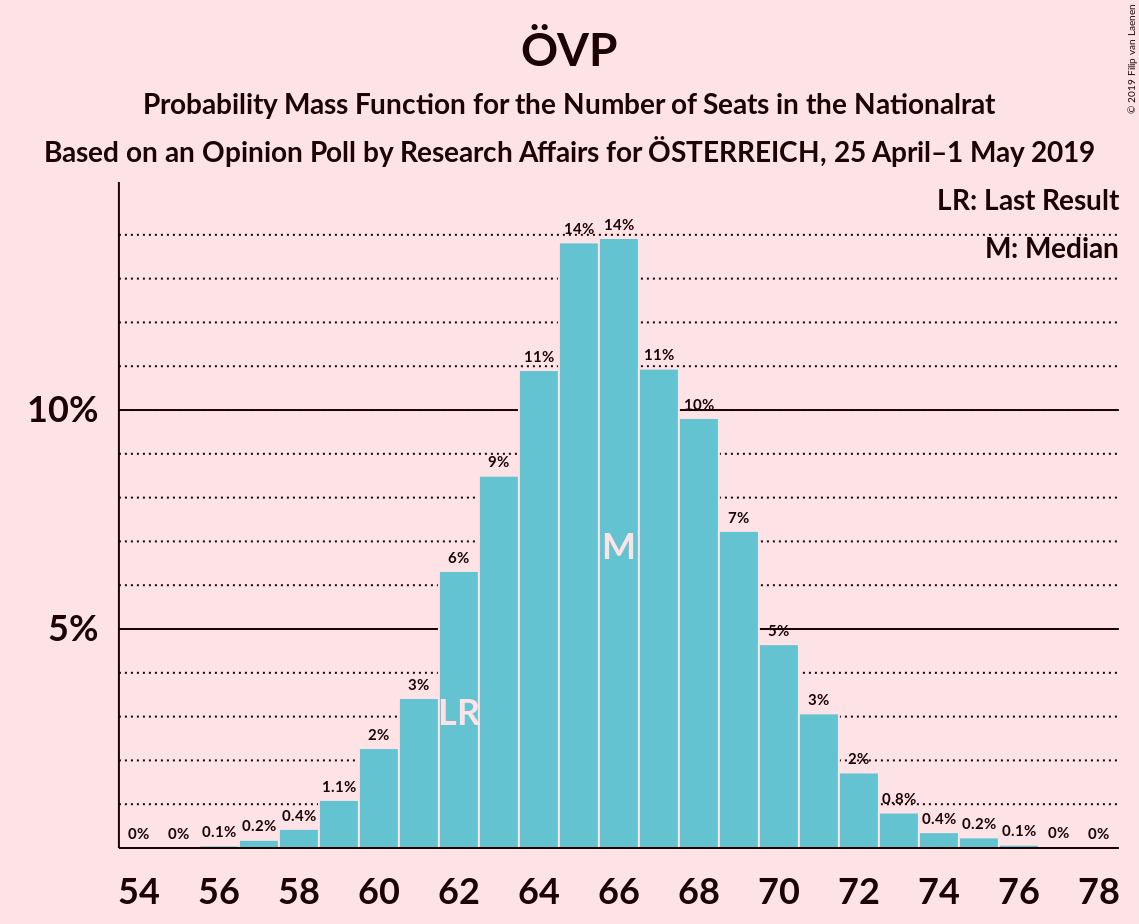 © 2019 Filip van Laenen
ÖVP
Probability Mass Function for the Number of Seats in the Nationalrat
Based on an Opinion Poll by Research Affairs for ÖSTERREICH, 25 April–1 May 2019
LR: Last Result
M: Median
10%
5%
0% 0% 0.1% 0.2% 0.4% 1.1% 2% 3% 6% 9% 11% 14% 14% 11% 10% 7% 5% 3% 2% 0.8% 0.4% 0.2% 0.1% 0% 0%
M
LR
54 56 58 60 62 64 66 68 70 72 74 76 78